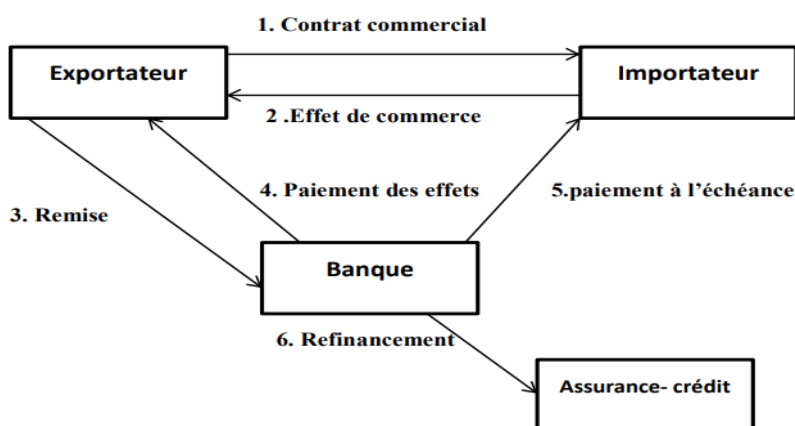 1. Contrat commercial
Exportateur
Importateur
2 .Effet de commerce
4. Paiement des effets
5.paiement à l'échéance
3. Remise
Banque
6. Refinancement
Assurance- crédit